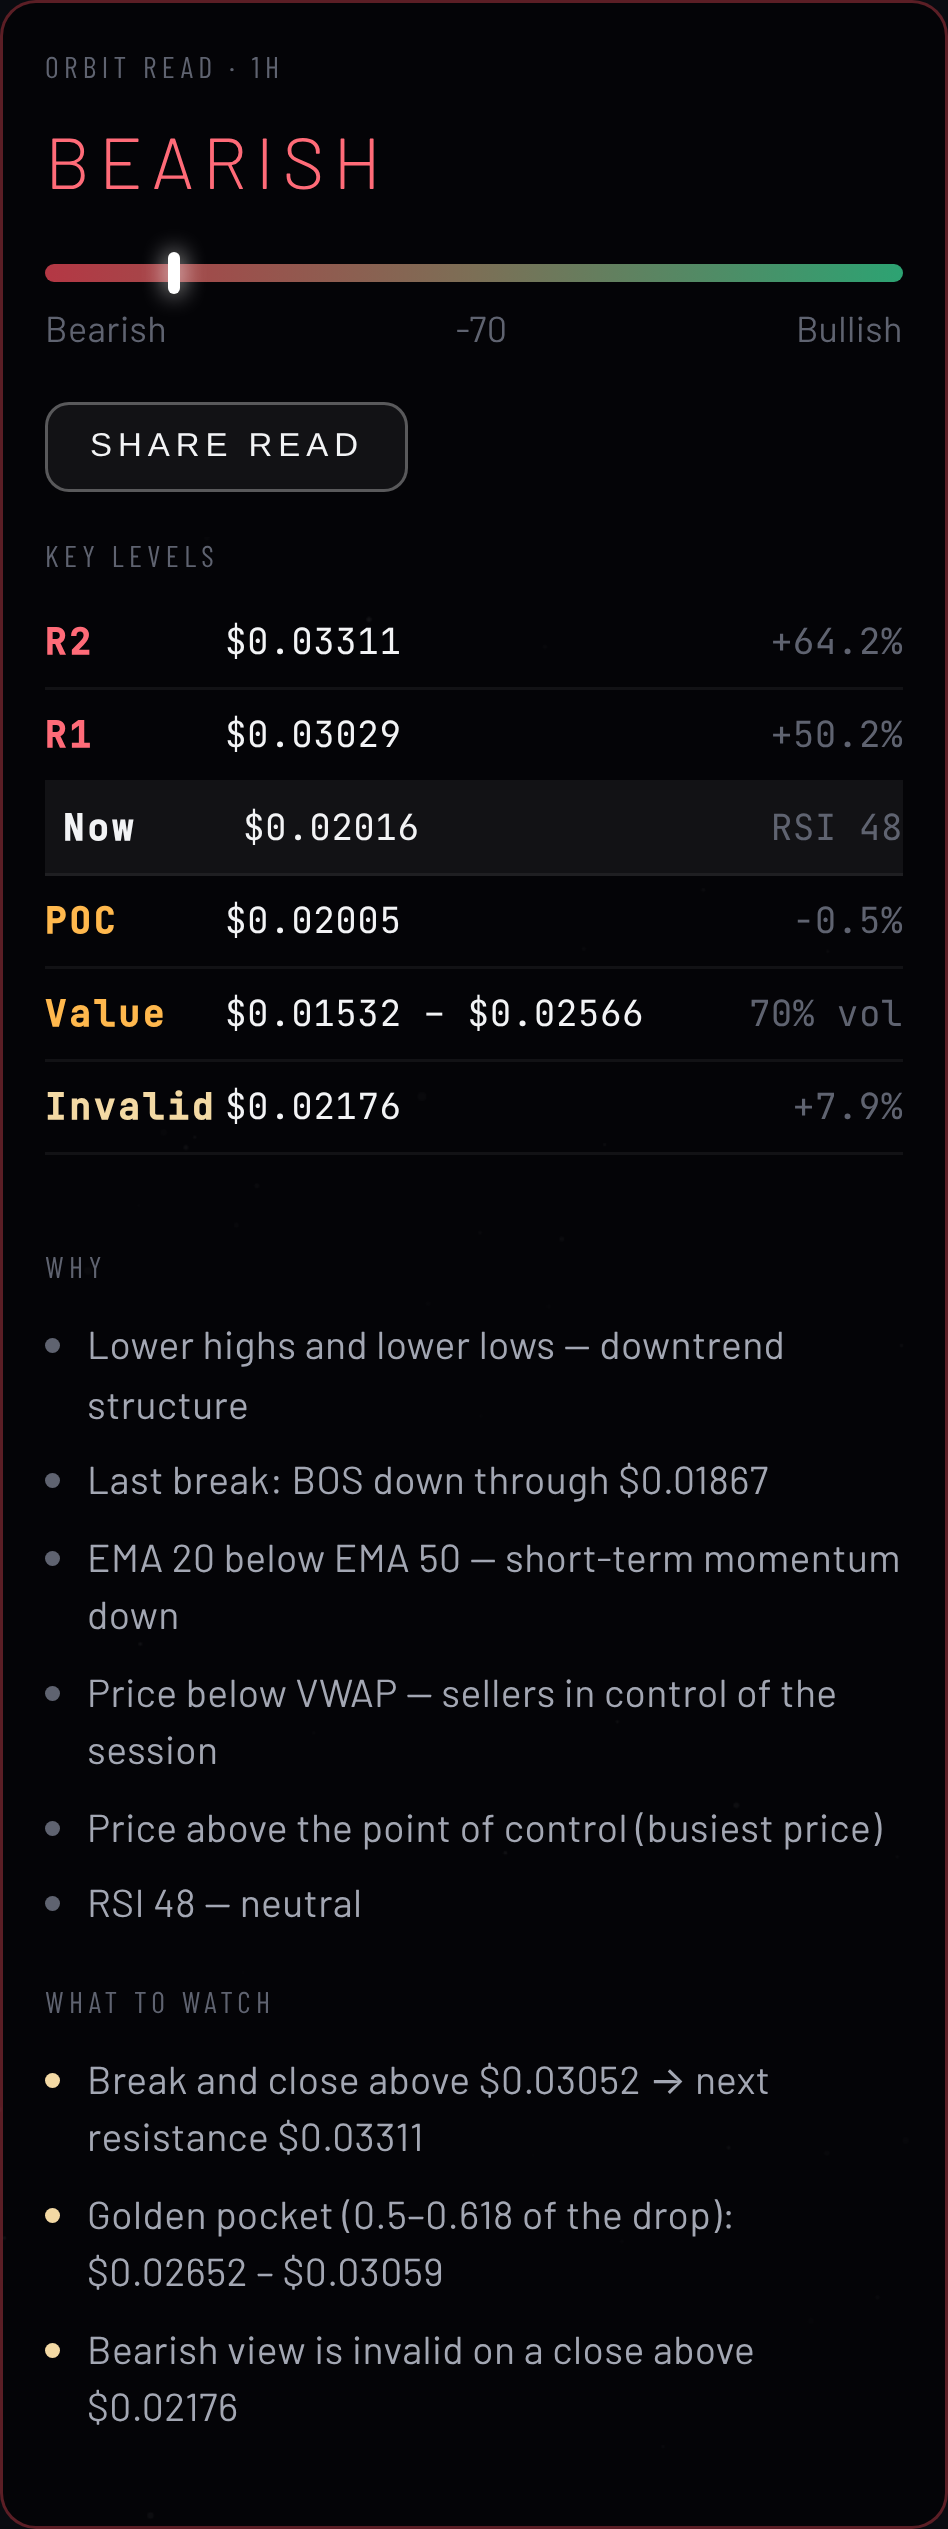 ORBIT READ · 1H
BEARISH
Bearish -70 Bullish
SHARE READ
KEY LEVELS
R2 $0.03311 +64.2%
R1 $0.03029 +50.2%
Now $0.02016 RSI 48
POC $0.02005 -0.5%
Value $0.01532 – $0.02566 70% vol
Invalid $0.02176 +7.9%
WHY
Lower highs and lower lows — downtrend
structure
Last break: BOS down through $0.01867
EMA 20 below EMA 50 — short-term momentum
down
Price below VWAP — sellers in control of the
session
Price above the point of control (busiest price)
RSI 48 — neutral
WHAT TO WATCH
Break and close above $0.03052 → next
resistance $0.03311
Golden pocket (0.5–0.618 of the drop):
$0.02652 – $0.03059
Bearish view is invalid on a close above
$0.02176